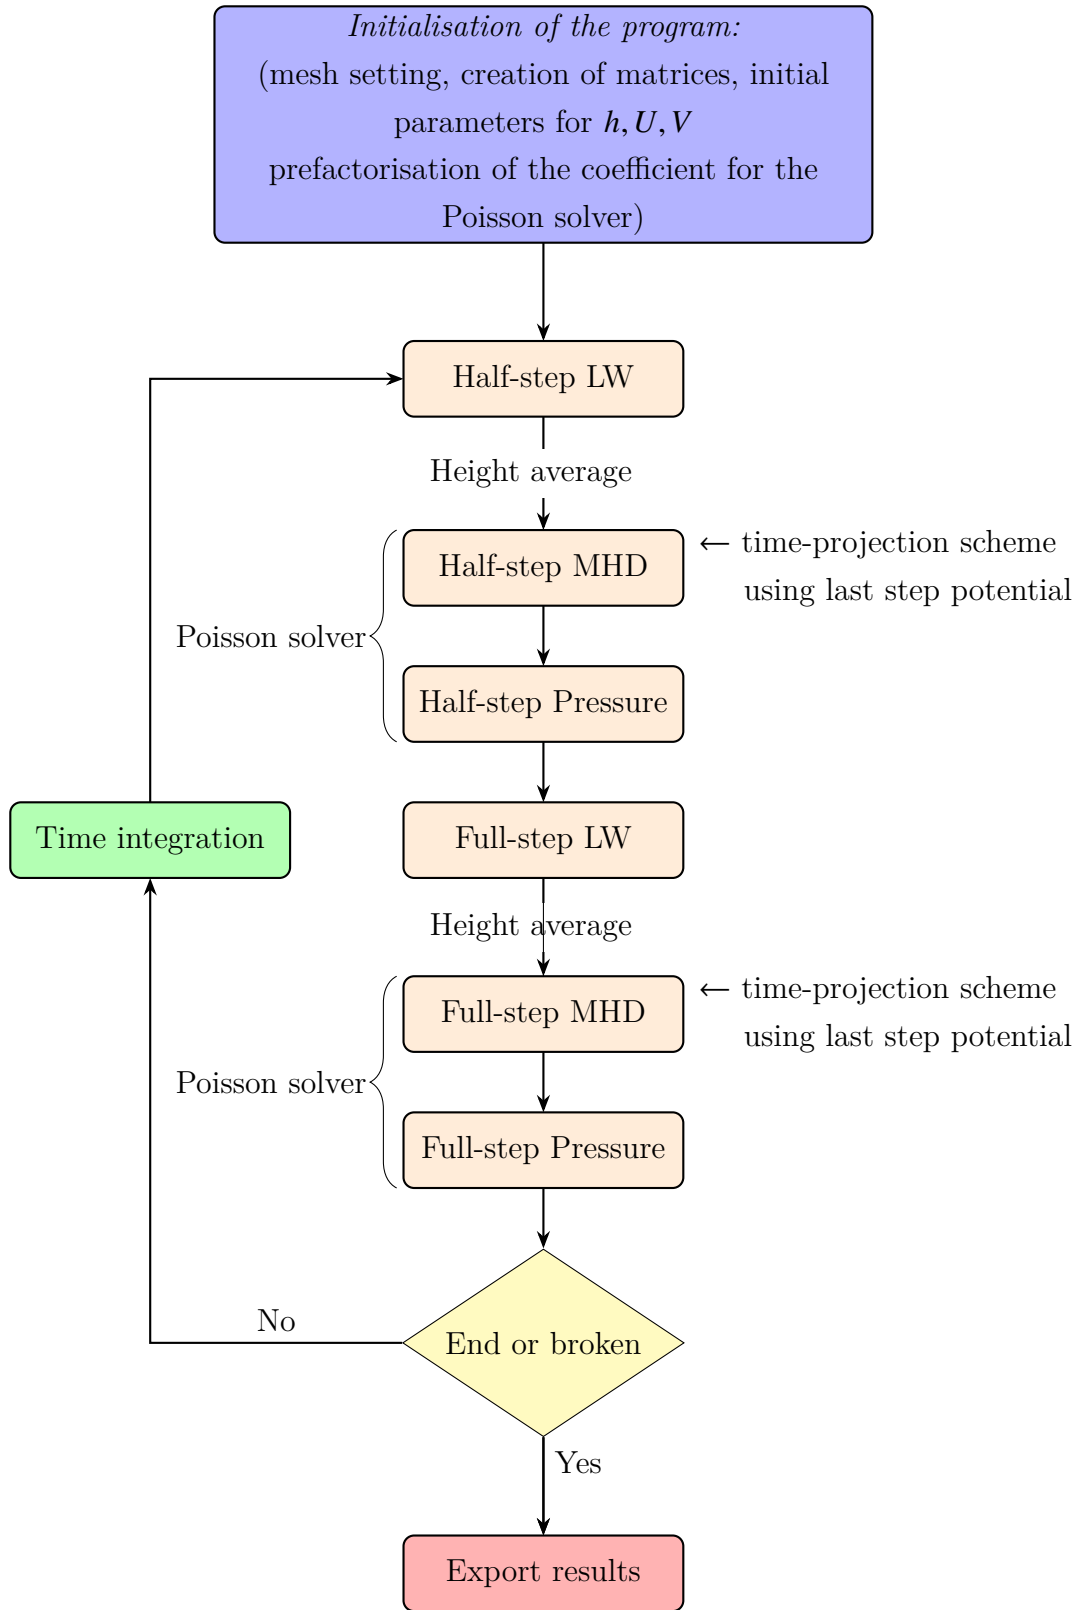 Initialisation of the program:
(mesh setting, creation of matrices, initial
parameters for h, U, V
prefactorisation of the coefficient for the
Poisson solver)
Half-step LW
Height average
Half-step MHD
← time-projection scheme
using last step potential
Poisson solver
Half-step Pressure
Time integration
Full-step LW
Height average
Full-step MHD
← time-projection scheme
using last step potential
Poisson solver
Full-step Pressure
No
End or broken
Yes
Export results